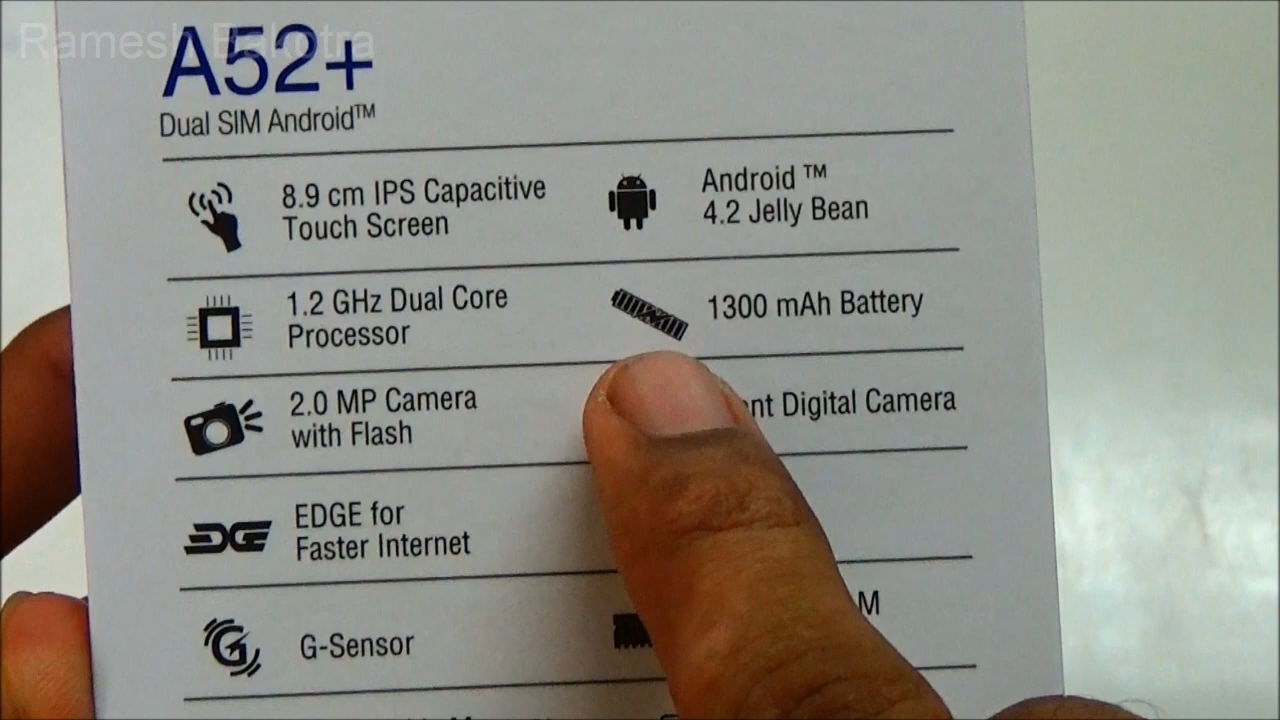 Ramesh Bakotra
A52+
Dual SIM Android™
8.9 cm IPS Capacitive
Touch Screen
Android ™
4.2 Jelly Bean
1.2 GHz Dual Core
Processor
1300 mAh Battery
2.0 MP Camera
with Flash
Digital Camera
EDGE
EDGE for
Faster Internet
G
G-Sensor